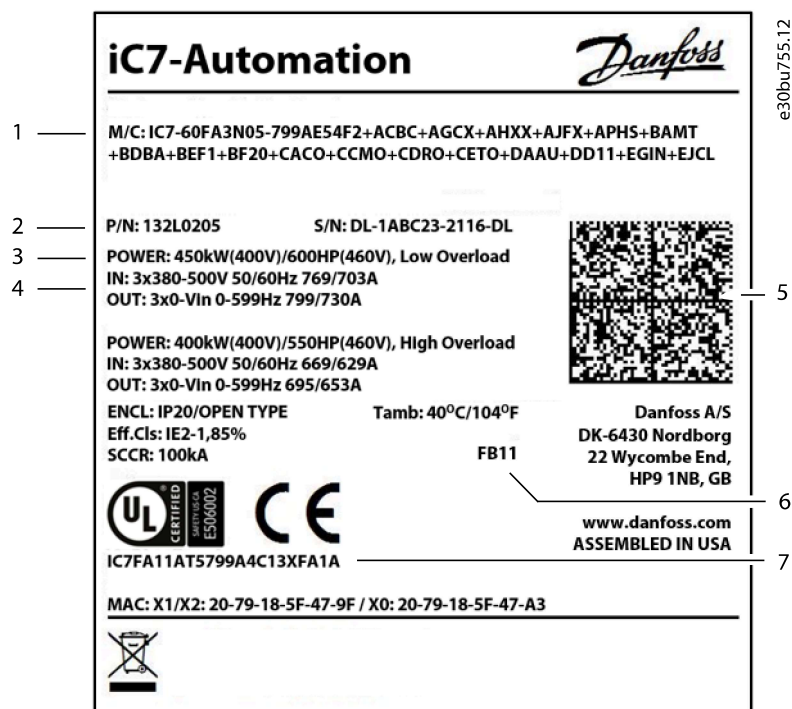 iC7-Automation
Danfoss
e30bu755.12
1
M/C: IC7-60FA3N05-799AE54F2+ACBC+AGCX+AHXX+AJFX+APHS+BAMT
+BDBA+BEF1+BF20+CACO+CCMO+CDRO+CETO+DAAU+DD11+EGIN+EJCL
2
P/N: 132L0205 S/N: DL-1ABC23-2116-DL
3
POWER: 450kW(400V)/600HP(460V), Low Overload
4
IN: 3x380-500V 50/60Hz 769/703A
OUT: 3x0-Vin 0-599Hz 799/730A
5
POWER: 400kW(400V)/550HP(460V), High Overload
IN: 3x380-500V 50/60Hz 669/629A
OUT: 3x0-Vin 0-599Hz 695/653A
ENCL: IP20/OPEN TYPE Tamb: 40⁰C/104⁰F
Eff.Cls: IE2-1,85%
SCCR: 100kA
FB11
Danfoss A/S
DK-6430 Nordborg
22 Wycombe End,
HP9 1NB, GB
6
www.danfoss.com
ASSEMBLED IN USA
UL
®
CERTIFIED
SAFETY US-CA
E506002
CE
IC7FA11AT5799A4C13XFA1A
7
MAC: X1/X2: 20-79-18-5F-47-9F / X0: 20-79-18-5F-47-A3